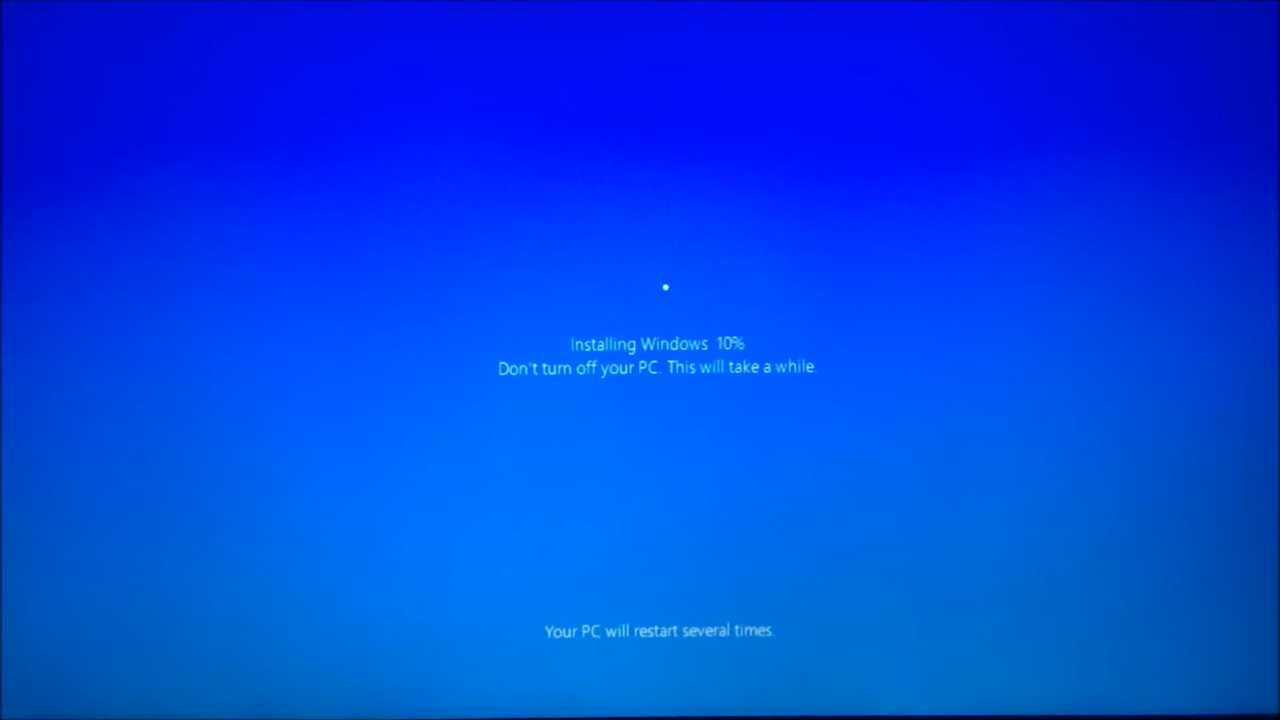 Installing Windows  10%
Don't turn off your PC. This will take a while.
Your PC will restart several times.